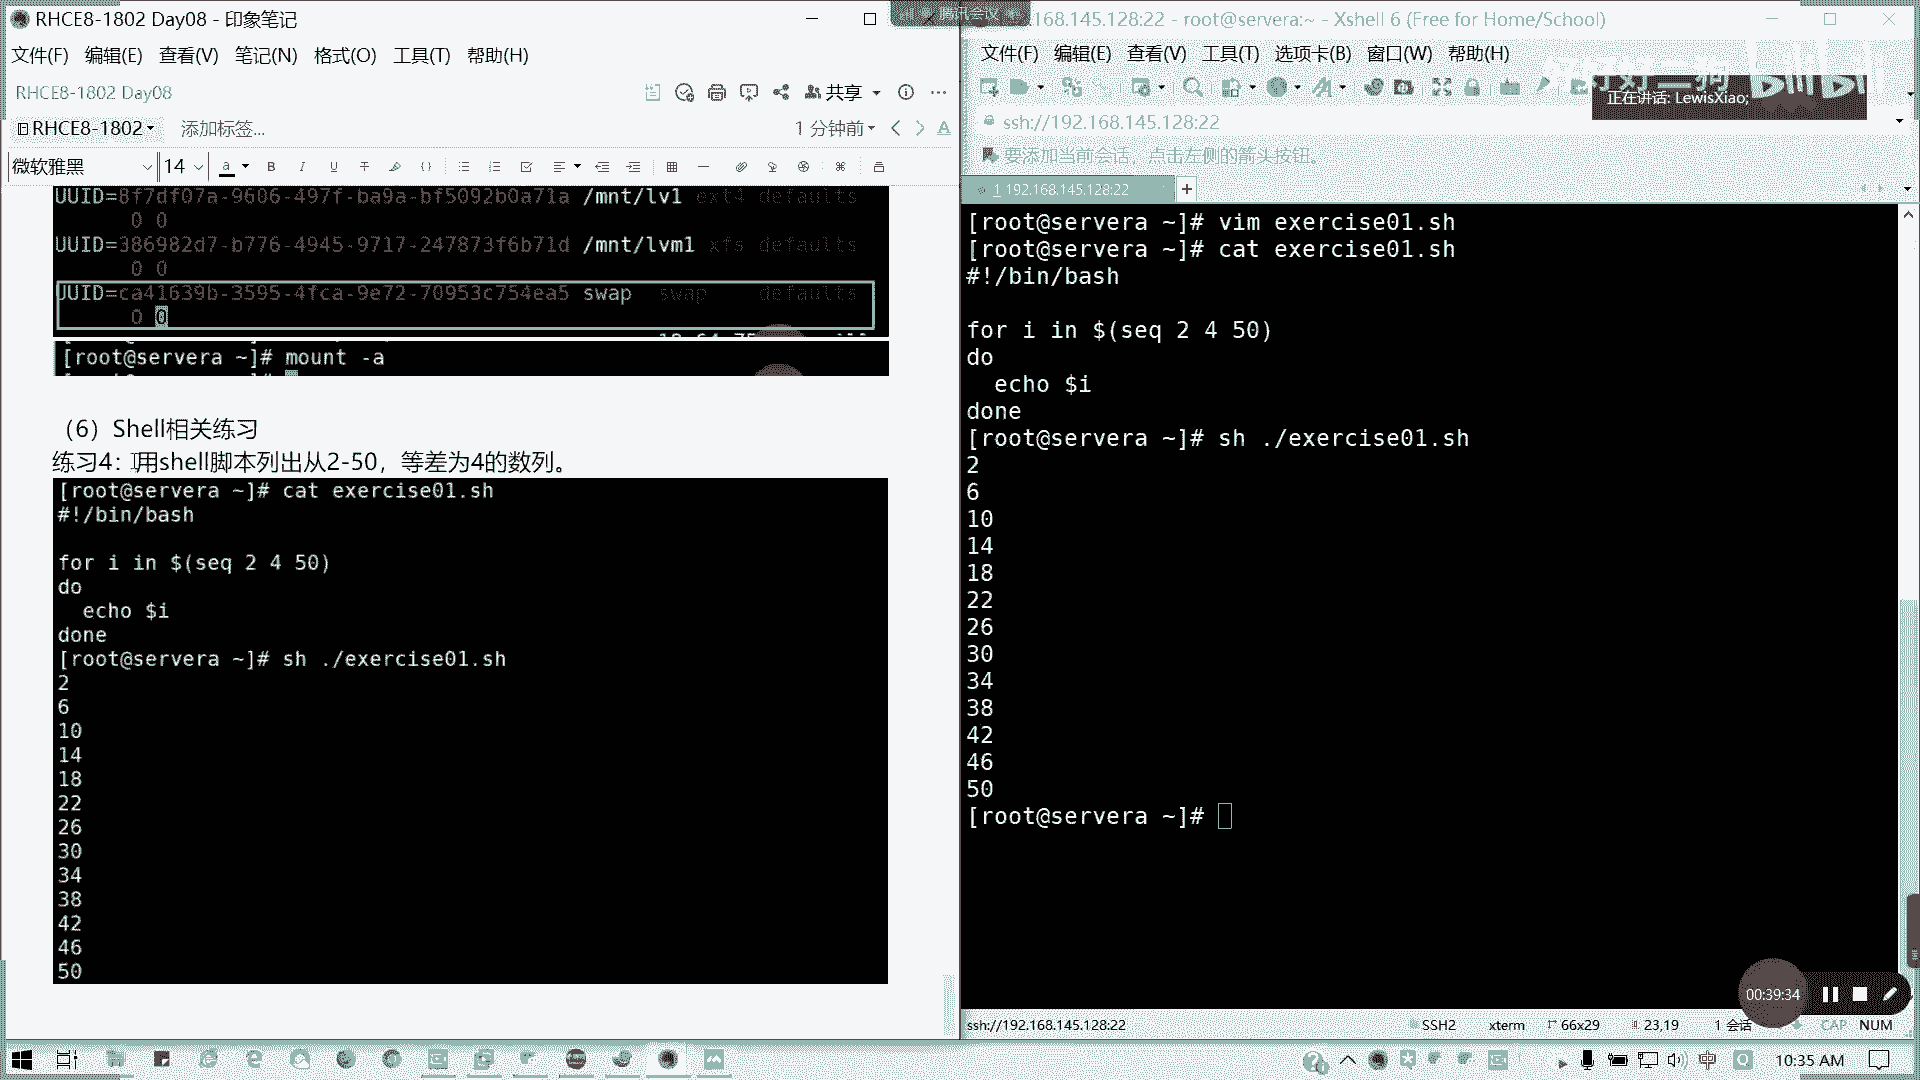 RHCE8-1802 Day08 - 印象笔记
文件(F) 编辑(E) 查看(V) 笔记(N) 格式(O) 工具(T) 帮助(H)
RHCE8-1802 Day08
共享
RHCE8-1802 添加标签...
1 分钟前
微软雅黑 14
UUID=8f7df07a-9606-497f-ba9a-bf5092b0a71a /mnt/lv1 ext4 defaults
0 0
UUID=386982d7-b776-4945-9717-247873f6b71d /mnt/lvm1 xfs defaults
0 0
UUID=ca41639b-3595-4fca-9e72-70953c754ea5 swap swap defaults
0 0
[root@servera ~]# mount -a
（6）Shell相关练习
练习4：用shell脚本列出从2-50，等差为4的数列。
[root@servera ~]# cat exercise01.sh
#!/bin/bash
for i in $(seq 2 4 50)
do
echo $i
done
[root@servera ~]# sh ./exercise01.sh
2
6
10
14
18
22
26
30
34
38
42
46
50
腾讯会议
.168.145.128:22 - root@servera:~ - Xshell 6 (Free for Home/School)
文件(F) 编辑(E) 查看(V) 工具(T) 选项卡(B) 窗口(W) 帮助(H)
正在讲话: LewisXiao;
ssh://192.168.145.128:22
要添加当前会话，点击左侧的箭头按钮。
1 192.168.145.128:22
[root@servera ~]# vim exercise01.sh
[root@servera ~]# cat exercise01.sh
#!/bin/bash
for i in $(seq 2 4 50)
do
echo $i
done
[root@servera ~]# sh ./exercise01.sh
2
6
10
14
18
22
26
30
34
38
42
46
50
[root@servera ~]#
00:39:34
ssh://192.168.145.128:22 SSH2 xterm 66x29 23,19 1 会话 CAP NUM
中 10:35 AM